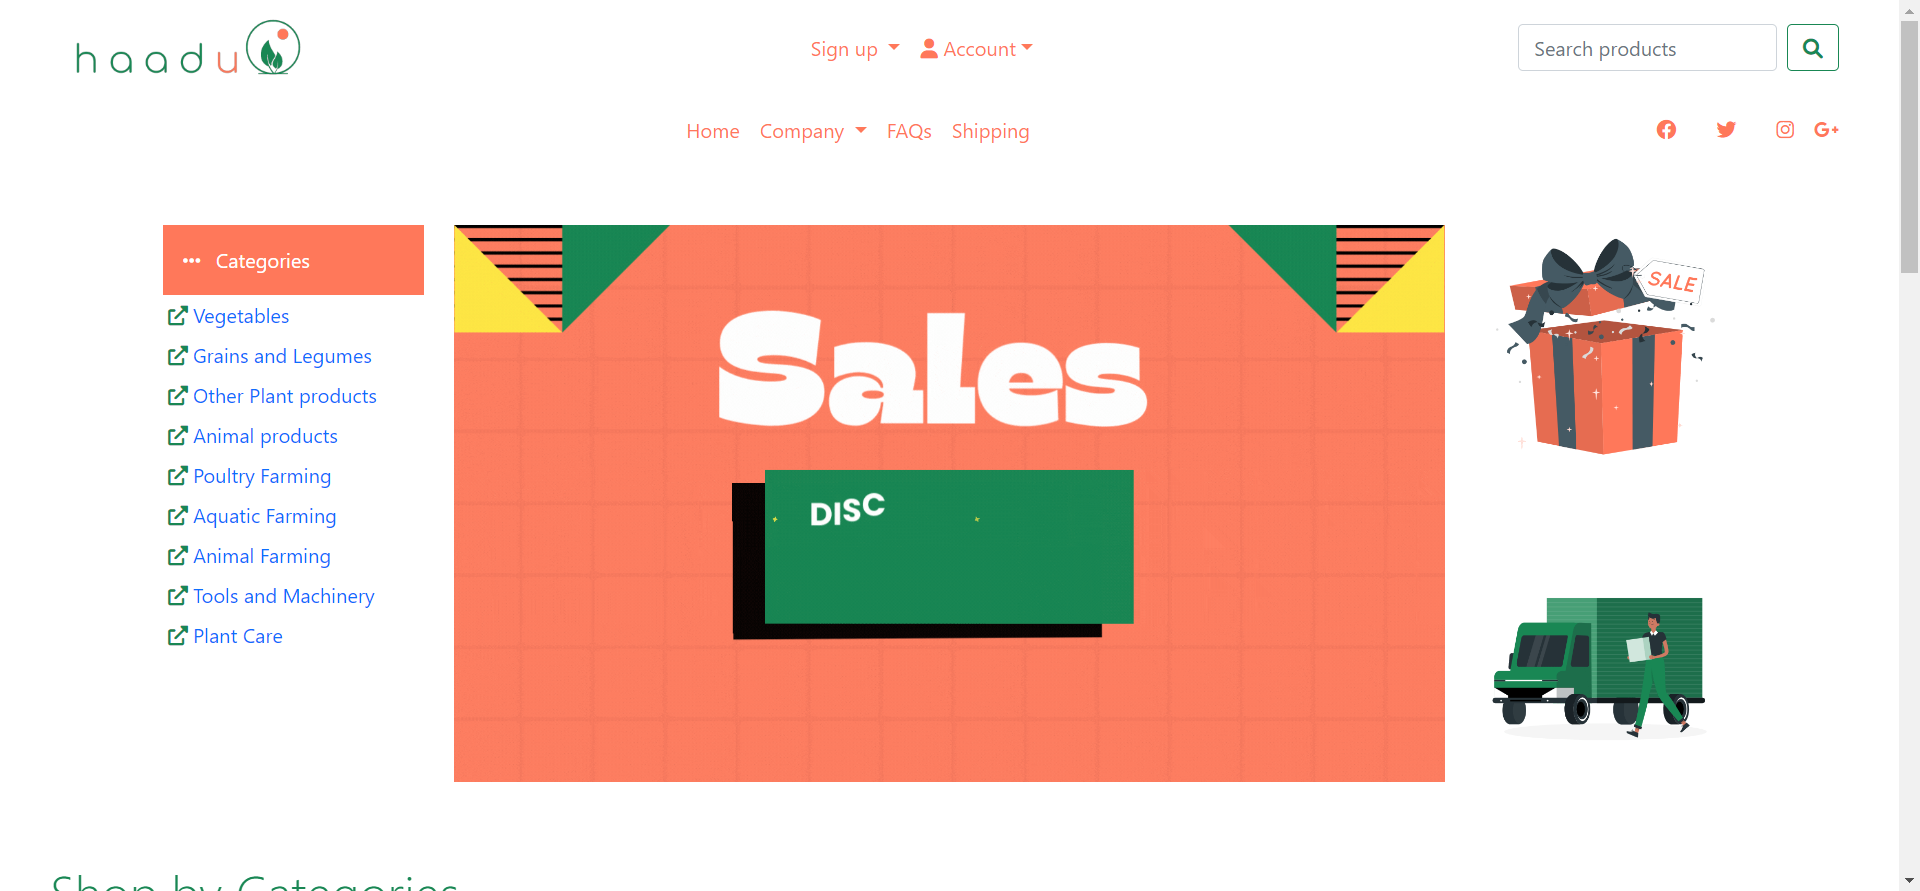 haadu
Sign up
Account
Search products
Home
Company
FAQs
Shipping
Categories
Vegetables
Grains and Legumes
Other Plant products
Animal products
Poultry Farming
Aquatic Farming
Animal Farming
Tools and Machinery
Plant Care
Sales
DISC
SALE
Shop by Categories